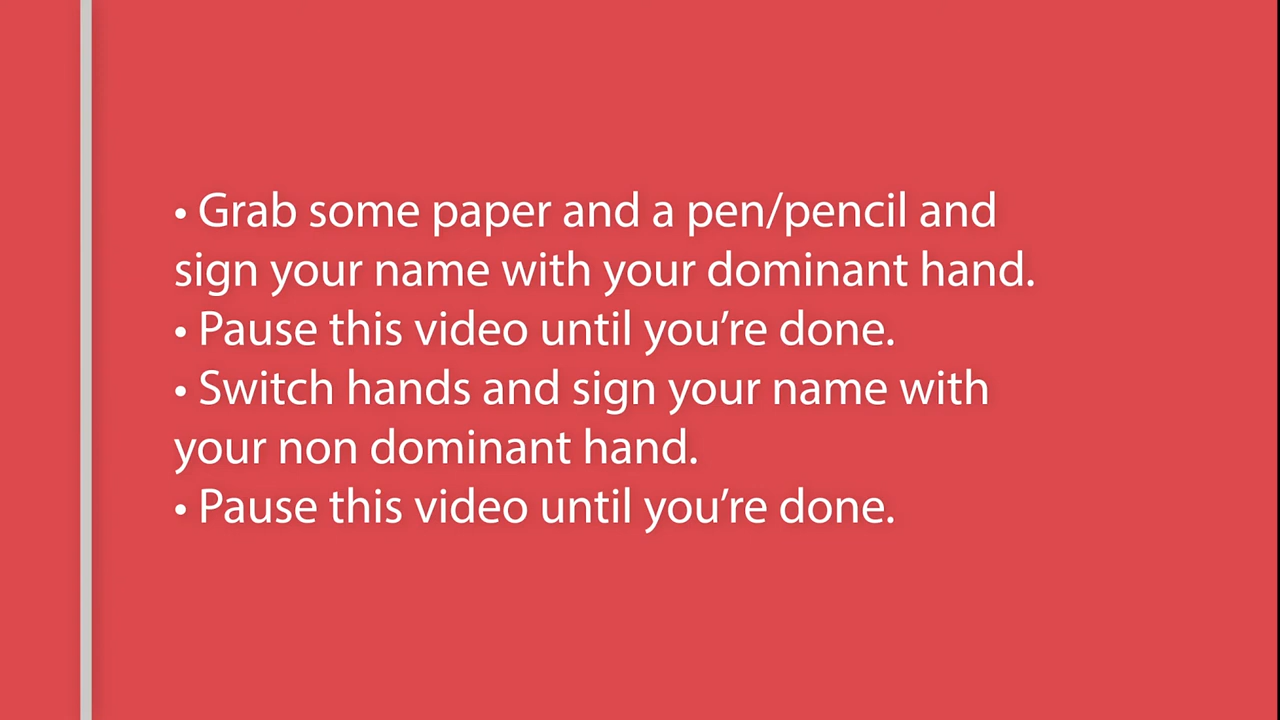 • Grab some paper and a pen/pencil and
sign your name with your dominant hand.
• Pause this video until you’re done.
• Switch hands and sign your name with
your non dominant hand.
• Pause this video until you’re done.